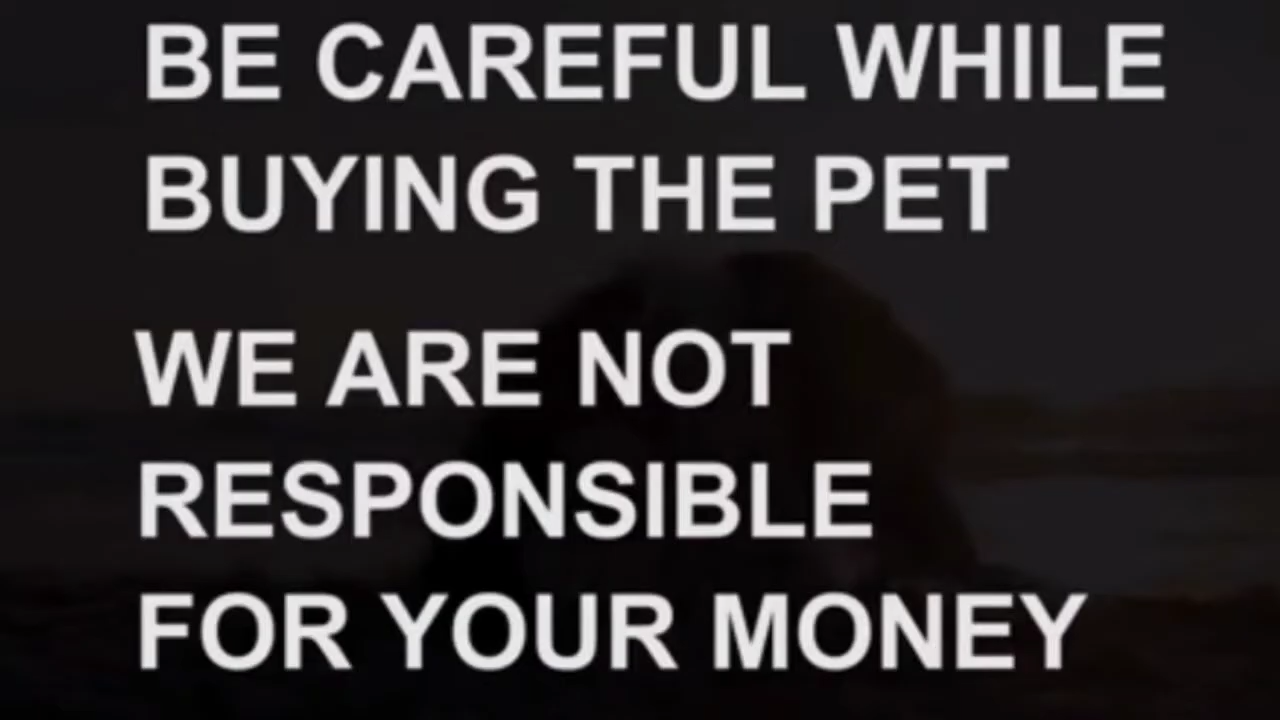 BE CAREFUL WHILE
BUYING THE PET
WE ARE NOT
RESPONSIBLE
FOR YOUR MONEY